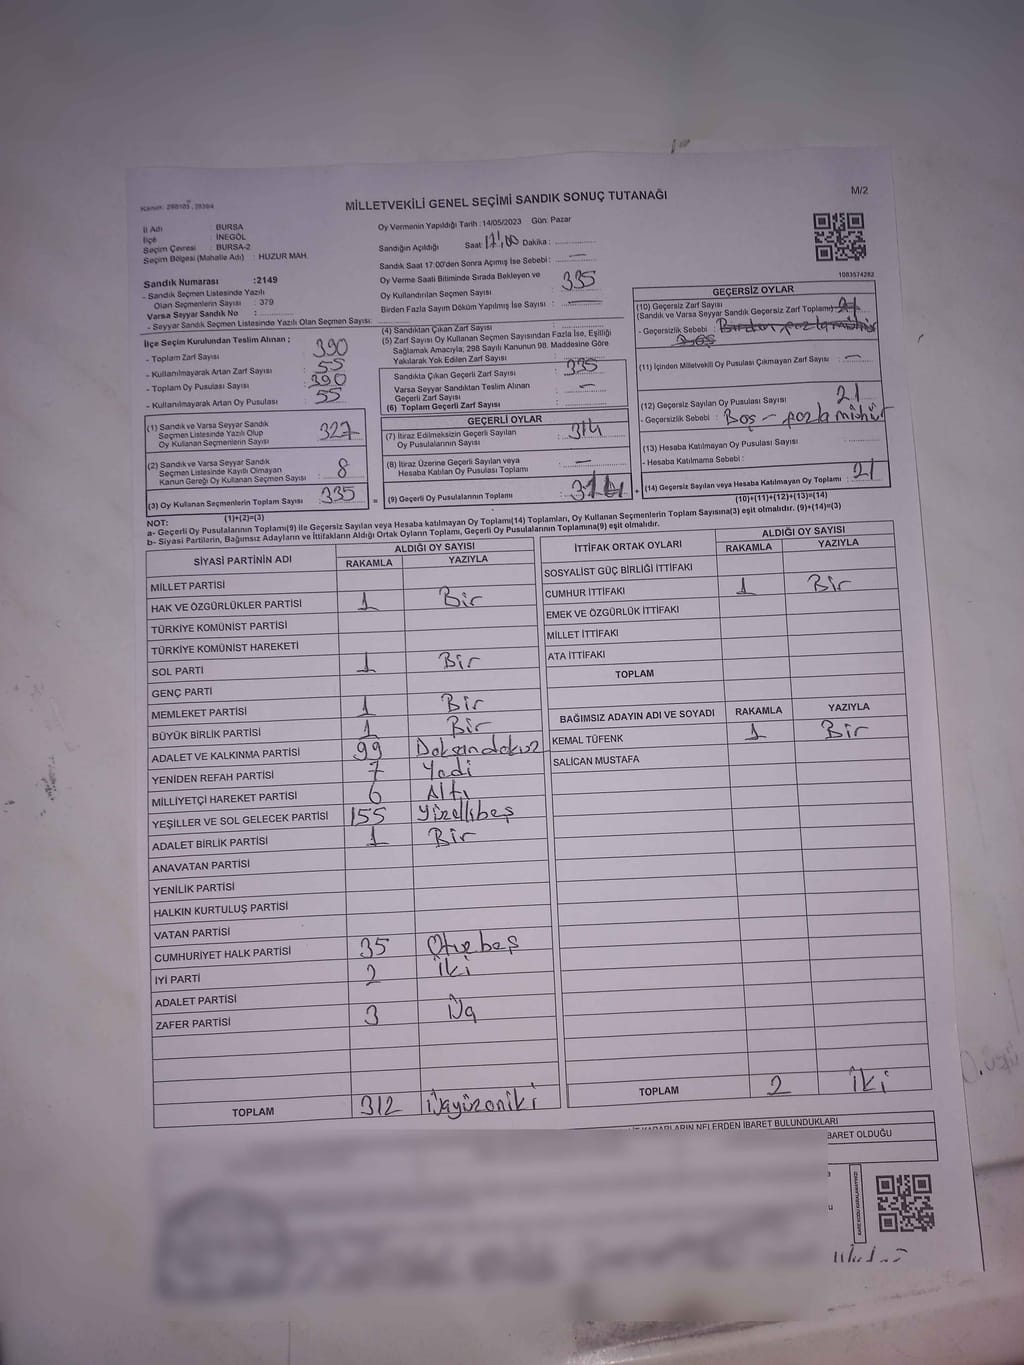 MİLLETVEKİLİ GENEL SEÇİMİ SANDIK SONUÇ TUTANAĞI
M/2
İl Adı BURSA
İlçe İNEGÖL
Seçim Çevresi BURSA-2
Seçim Bölgesi (Mahalle Adı) : HUZUR MAH.
Sandık Numarası :2149
- Sandık Seçmen Listesinde Yazılı
Olan Seçmenlerin Sayısı : 379
Varsa Seyyar Sandık No :
- Seyyar Sandık Seçmen Listesinde Yazılı Olan Seçmen Sayısı:
Oy Vermenin Yapıldığı Tarih : 14/05/2023 Gün. Pazar
Sandığın Açıldığı Saat 17:00 Dakika :
Sandık Saat 17:00'den Sonra Açımış İse Sebebi : —
Oy Verme Saati Bitiminde Sırada Bekleyen ve
Oy Kullandırılan Seçmen Sayısı : 335
Birden Fazla Sayım Döküm Yapılmış İse Sayısı : —
1083574282
İlçe Seçim Kurulundan Teslim Alınan ;
- Toplam Zarf Sayısı : 390
- Kullanılmayarak Artan Zarf Sayısı : 55
- Toplam Oy Pusulası Sayısı : 390
- Kullanılmayarak Artan Oy Pusulası : 55
(1) Sandık ve Varsa Seyyar Sandık
Seçmen Listesinde Yazılı Olup
Oy Kullanan Seçmenlerin Sayısı : 327
(2) Sandık ve Varsa Seyyar Sandık
Seçmen Listesinde Kayıtlı Olmayan
Kanun Gereği Oy Kullanan Seçmen Sayısı : 8
(3) Oy Kullanan Seçmenlerin Toplam Sayısı : 335
(1)+(2)=(3)
(4) Sandıktan Çıkan Zarf Sayısı :
(5) Zarf Sayısı Oy Kullanan Seçmen Sayısından Fazla İse, Eşitliği
Sağlamak Amacıyla; 298 Sayılı Kanunun 98. Maddesine Göre
Yakılarak Yok Edilen Zarf Sayısı :
Sandıkta Çıkan Geçerli Zarf Sayısı : 335
Varsa Seyyar Sandıktan Teslim Alınan
Geçerli Zarf Sayısı : —
(6) Toplam Geçerli Zarf Sayısı :
GEÇERLİ OYLAR
(7) İtiraz Edilmeksizin Geçerli Sayılan
Oy Pusulalarının Sayısı : 314
(8) İtiraz Üzerine Geçerli Sayılan veya
Hesaba Katılan Oy Pusulası Toplamı : —
(9) Geçerli Oy Pusulalarının Toplamı
GEÇERSİZ OYLAR
(10) Geçersiz Zarf Sayısı
(Sandık ve Varsa Seyyar Sandık Geçersiz Zarf Toplamı) :
- Geçersizlik Sebebi :
(11) İçinden Milletvekili Oy Pusulası Çıkmayan Zarf Sayısı : —
(12) Geçersiz Sayılan Oy Pusulası Sayısı : 21
- Geçersizlik Sebebi : Boş - fazla mühür
(13) Hesaba Katılmayan Oy Pusulası Sayısı :
- Hesaba Katılmama Sebebi :
(14) Geçersiz Sayılan veya Hesaba Katılmayan Oy Toplamı : 21
(10)+(11)+(12)+(13)=(14)
NOT:
a- Geçerli Oy Pusulalarının Toplamı(9) ile Geçersiz Sayılan veya Hesaba katılmayan Oy Toplamı(14) Toplamları, Oy Kullanan Seçmenlerin Toplam Sayısına(3) eşit olmalıdır. (9)+(14)=(3)
b- Siyasi Partilerin, Bağımsız Adayların ve İttifakların Aldığı Ortak Oyların Toplamı, Geçerli Oy Pusulalarının Toplamına(9) eşit olmalıdır.
SİYASİ PARTİNİN ADI ALDIĞI OY SAYISI
RAKAMLA YAZIYLA
MİLLET PARTİSİ
HAK VE ÖZGÜRLÜKLER PARTİSİ 1 Bir
TÜRKİYE KOMÜNİST PARTİSİ
TÜRKİYE KOMÜNİST HAREKETİ
SOL PARTİ 1 Bir
GENÇ PARTİ
MEMLEKET PARTİSİ 1 Bir
BÜYÜK BİRLİK PARTİSİ 1 Bir
ADALET VE KALKINMA PARTİSİ 99 Doksandokuz
YENİDEN REFAH PARTİSİ 7 Yedi
MİLLİYETÇİ HAREKET PARTİSİ 6 Altı
YEŞİLLER VE SOL GELECEK PARTİSİ 155 Yüzellibeş
ADALET BİRLİK PARTİSİ 1 Bir
ANAVATAN PARTİSİ
YENİLİK PARTİSİ
HALKIN KURTULUŞ PARTİSİ
VATAN PARTİSİ
CUMHURİYET HALK PARTİSİ 35 Otuzbeş
İYİ PARTİ 2 İki
ADALET PARTİSİ
ZAFER PARTİSİ 3 Üç
TOPLAM 312 Üçyüzoniki
İTTİFAK ORTAK OYLARI ALDIĞI OY SAYISI
RAKAMLA YAZIYLA
SOSYALİST GÜÇ BİRLİĞİ İTTİFAKI
CUMHUR İTTİFAKI 1 Bir
EMEK VE ÖZGÜRLÜK İTTİFAKI
MİLLET İTTİFAKI
ATA İTTİFAKI
TOPLAM
BAĞIMSIZ ADAYIN ADI VE SOYADI RAKAMLA YAZIYLA
KEMAL TÜFENK 1 Bir
SALİCAN MUSTAFA
TOPLAM 2 İki
NELERDEN İBARET BULUNDUKLARI
BARET OLDUĞU